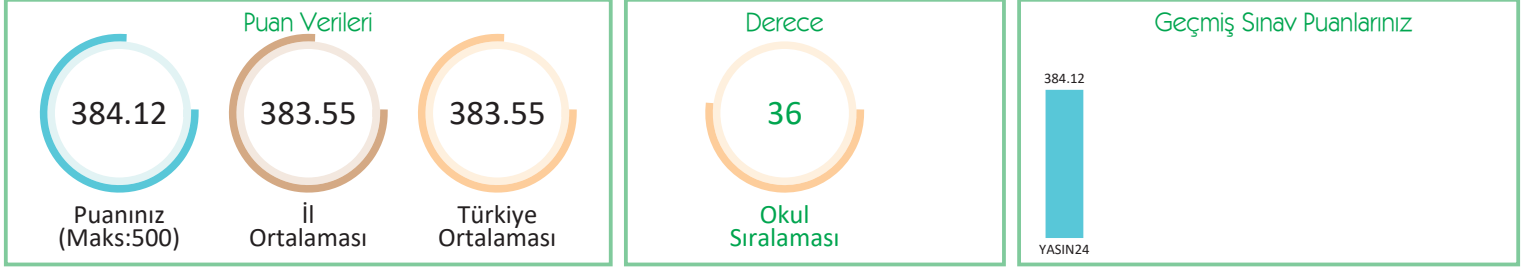 Puan Verileri
384.12
383.55
383.55
Puanınız
(Maks:500)
İl
Ortalaması
Türkiye
Ortalaması
Derece
36
Okul
Sıralaması
Geçmiş Sınav Puanlarınız
384.12
YASIN24